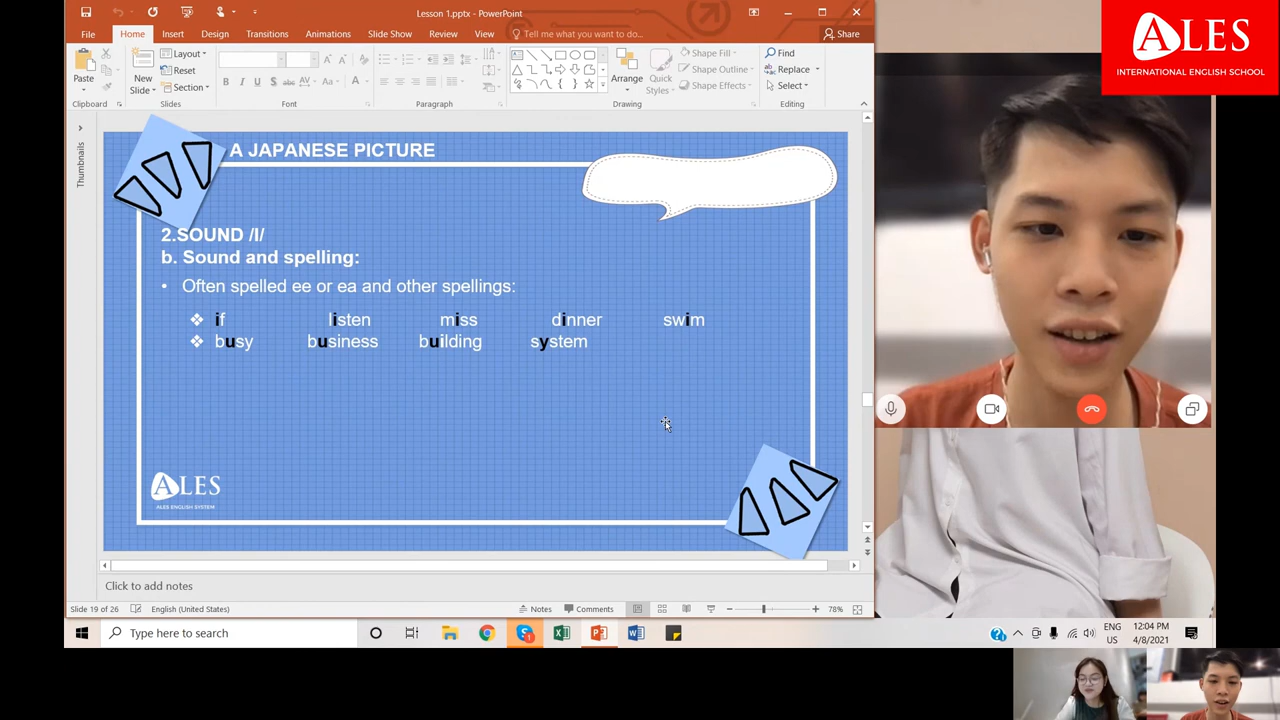 Lesson 1.pptx - PowerPoint
File Home Insert Design Transitions Animations Slide Show Review View Tell me what you want to do... Share
Paste
New Slide
Layout
Reset
Section
Shape Fill
Shape Outline
Shape Effects
Arrange
Quick Styles
Find
Replace
Select
Clipboard Slides Font Paragraph Drawing Editing
Thumbnails
A JAPANESE PICTURE
2.SOUND /I/
b. Sound and spelling:
• Often spelled ee or ea and other spellings:
❖ if listen miss dinner swim
❖ busy business building system
ALES
ALES ENGLISH SYSTEM
Click to add notes
Slide 19 of 26 English (United States) Notes Comments 78%
Type here to search
ENG
US
12:04 PM
4/8/2021
ALES
INTERNATIONAL ENGLISH SCHOOL